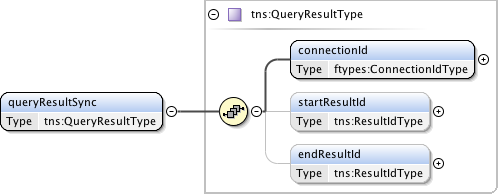 tns:QueryResultType
connectionId
Type ftypes:ConnectionIdType
queryResultSync
Type tns:QueryResultType
startResultId
Type tns:ResultIdType
endResultId
Type tns:ResultIdType